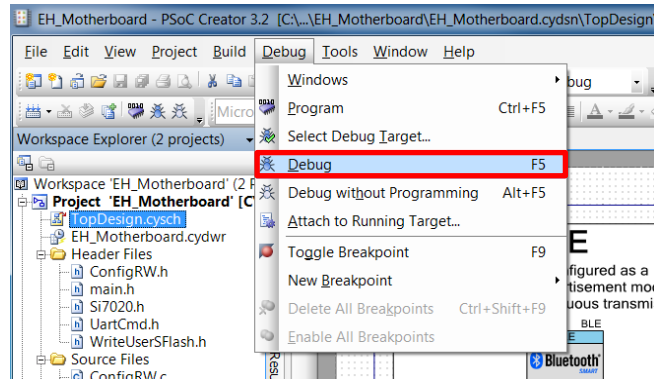 EH_Motherboard - PSoC Creator 3.2 [C:\...\EH_Motherboard\EH_Motherboard.cydsn\TopDesign
File Edit View Project Build Debug Tools Window Help
Windows
bug
Program Ctrl+F5
Micro
Select Debug Target...
Workspace Explorer (2 projects)
Debug F5
Workspace 'EH_Motherboard' (2
Debug without Programming Alt+F5
Project 'EH_Motherboard' [C
TopDesign.cysch
Attach to Running Target...
EH_Motherboard.cydwr
Toggle Breakpoint F9
Header Files
ConfigRW.h
New Breakpoint
main.h
Si7020.h
Delete All Breakpoints Ctrl+Shift+F9
UartCmd.h
Enable All Breakpoints
WriteUserSFlash.h
Source Files
ConfigRW.c
Resu
E
figured as a
tisement mo
uous transmi
BLE
E
Bluetooth
SMART